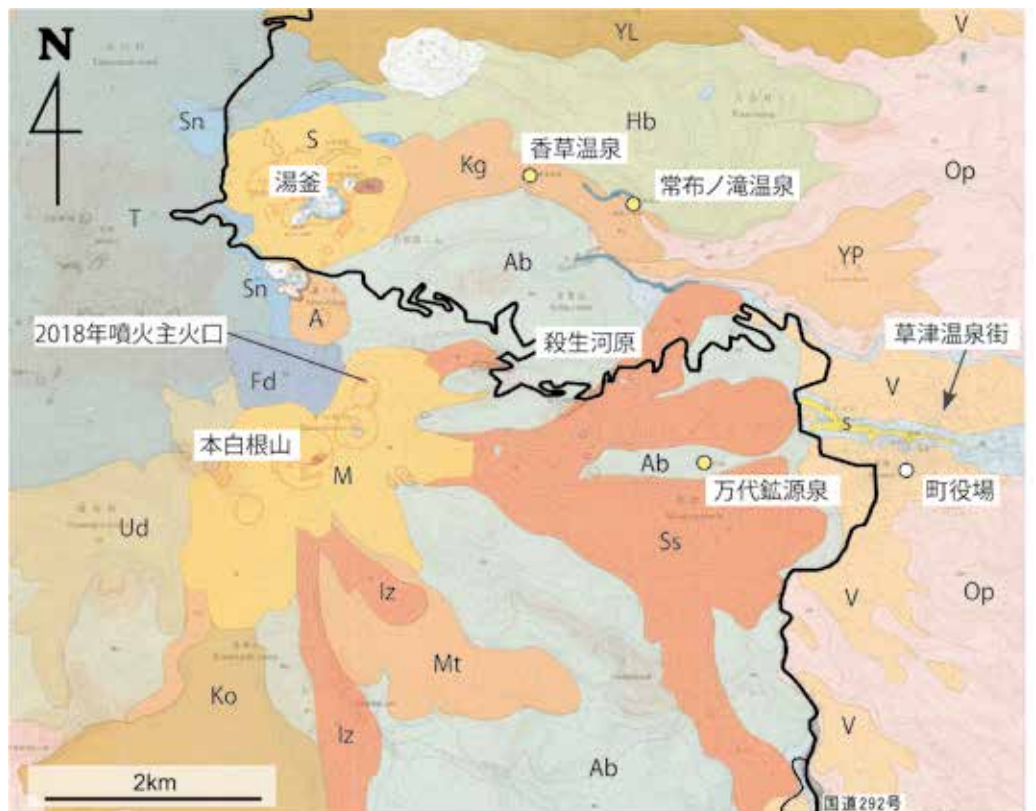 N
YL
V
Sn
S
Hb
香草温泉
Kg
湯釜
常布ノ滝温泉
Op
T
Ab
YP
Sn
A
2018年噴火主火口
殺生河原
草津温泉街
Fd
V
s
本白根山
Ab
M
万代鉱源泉
町役場
Ud
Ss
Iz
V
Op
Mt
Ko
Iz
V
2km
Ab
国道292号